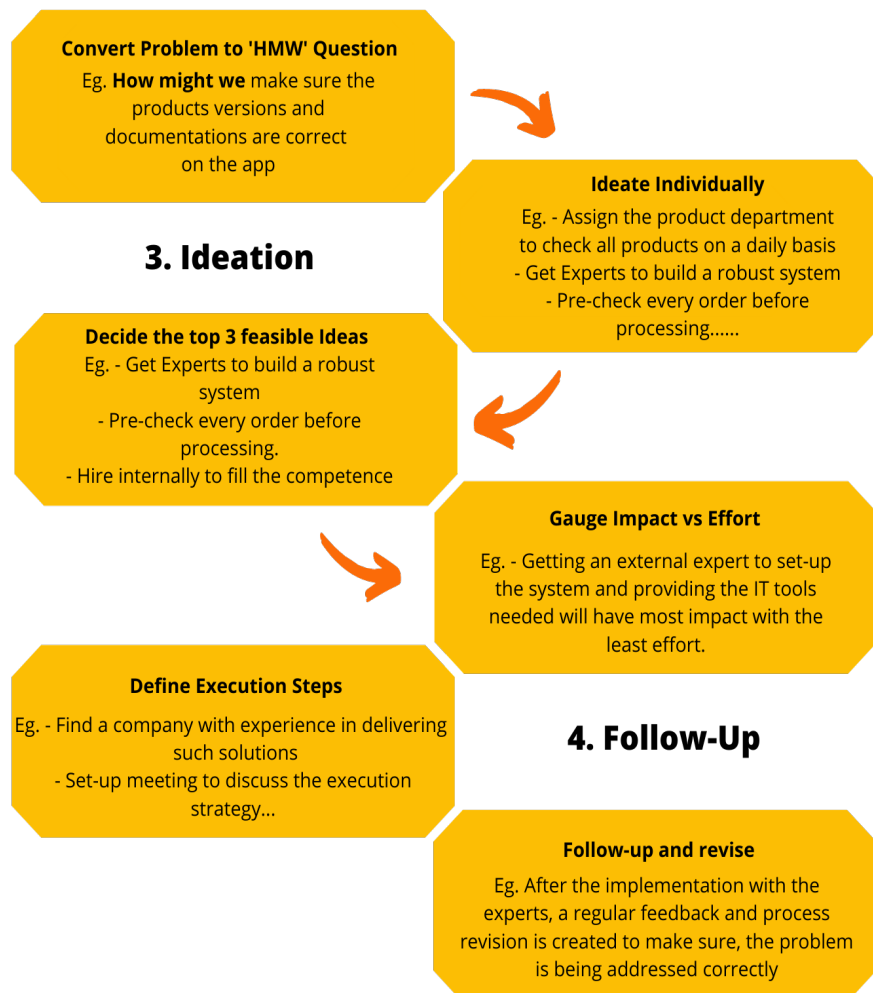 Convert Problem to 'HMW' Question
Eg. How might we make sure the
products versions and
documentations are correct
on the app
Ideate Individually
Eg. - Assign the product department
to check all products on a daily basis
- Get Experts to build a robust system
- Pre-check every order before
processing......
3. Ideation
Decide the top 3 feasible Ideas
Eg. - Get Experts to build a robust
system
- Pre-check every order before
processing.
- Hire internally to fill the competence
Gauge Impact vs Effort
Eg. - Getting an external expert to set-up
the system and providing the IT tools
needed will have most impact with the
least effort.
Define Execution Steps
Eg. - Find a company with experience in delivering
such solutions
- Set-up meeting to discuss the execution
strategy...
4. Follow-Up
Follow-up and revise
Eg. After the implementation with the
experts, a regular feedback and process
revision is created to make sure, the problem
is being addressed correctly